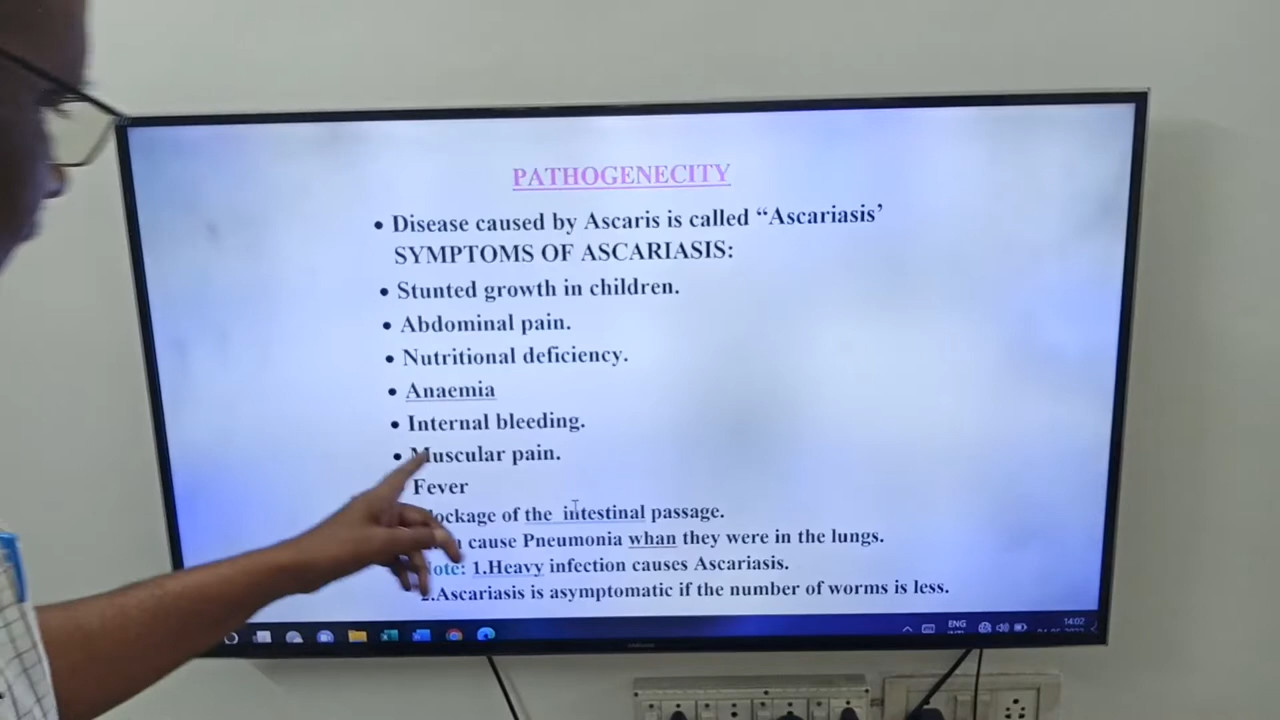 PATHOGENECITY
• Disease caused by Ascaris is called “Ascariasis’
SYMPTOMS OF ASCARIASIS:
• Stunted growth in children.
• Abdominal pain.
• Nutritional deficiency.
• Anaemia
• Internal bleeding.
• Muscular pain.
Fever
of the intestinal passage.
cause Pneumonia whan they were in the lungs.
1.Heavy infection causes Ascariasis.
2.Ascariasis is asymptomatic if the number of worms is less.
ENG
14:02